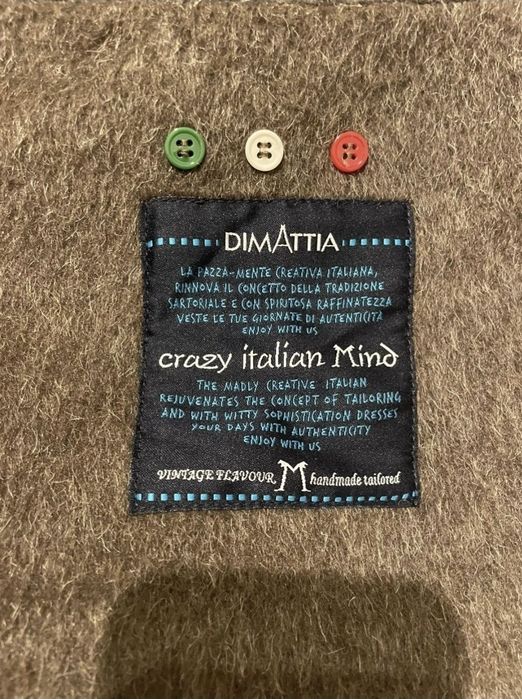 DIMATTIA
LA PAZZA-MENTE CREATIVA ITALIANA,
RINNOVA IL CONCETTO DELLA TRADIZIONE
SARTORIALE E CON SPIRITOSA RAFFINATEZZA
VESTE LE TUE GIORNATE DI AUTENTICITÀ
ENJOY WITH US
crazy italian Mind
THE MADLY CREATIVE ITALIAN
REJUVENATES THE CONCEPT OF TAILORING
AND WITH WITTY SOPHISTICATION DRESSES
YOUR DAYS WITH AUTHENTICITY
ENJOY WITH US
VINTAGE FLAVOUR M handmade tailored